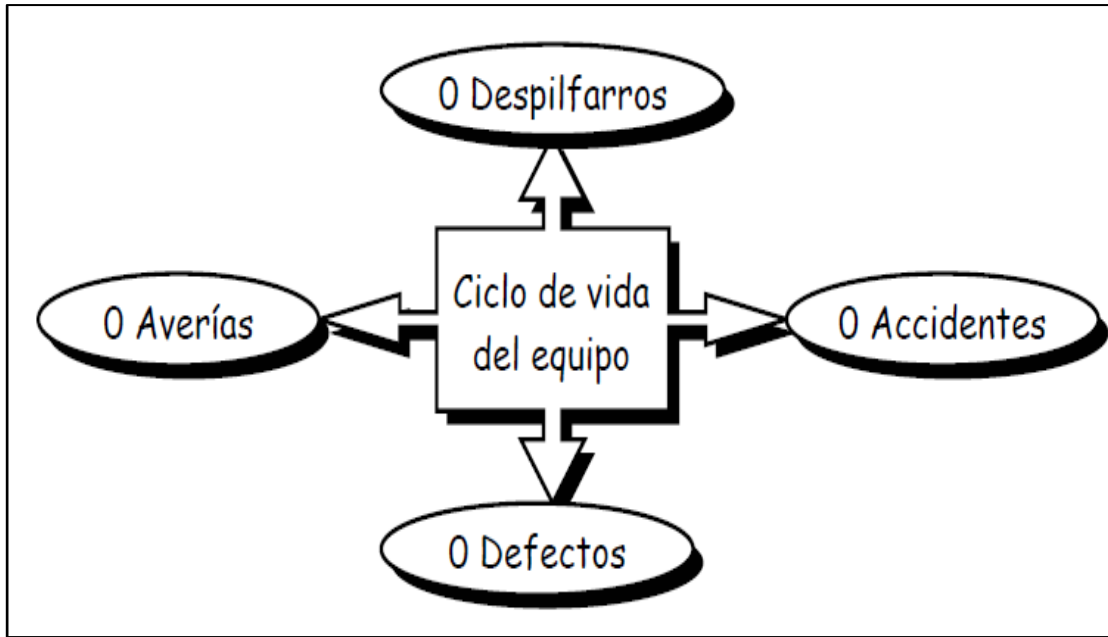 0 Despilfarros
0 Averías
Ciclo de vida
del equipo
0 Accidentes
0 Defectos